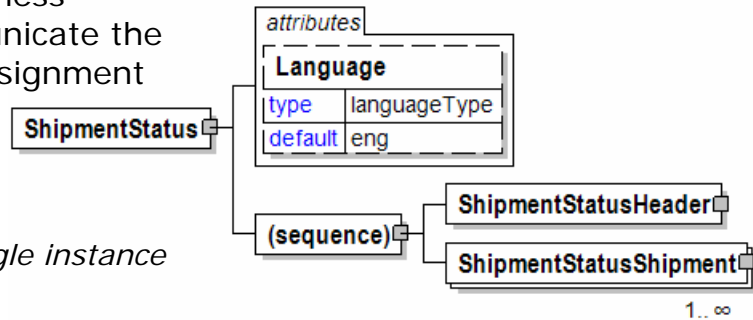 unicate the
signment
gle instance
ShipmentStatus
attributes
Language
type languageType
default eng
(sequence)
ShipmentStatusHeader
ShipmentStatusShipment
1..∞